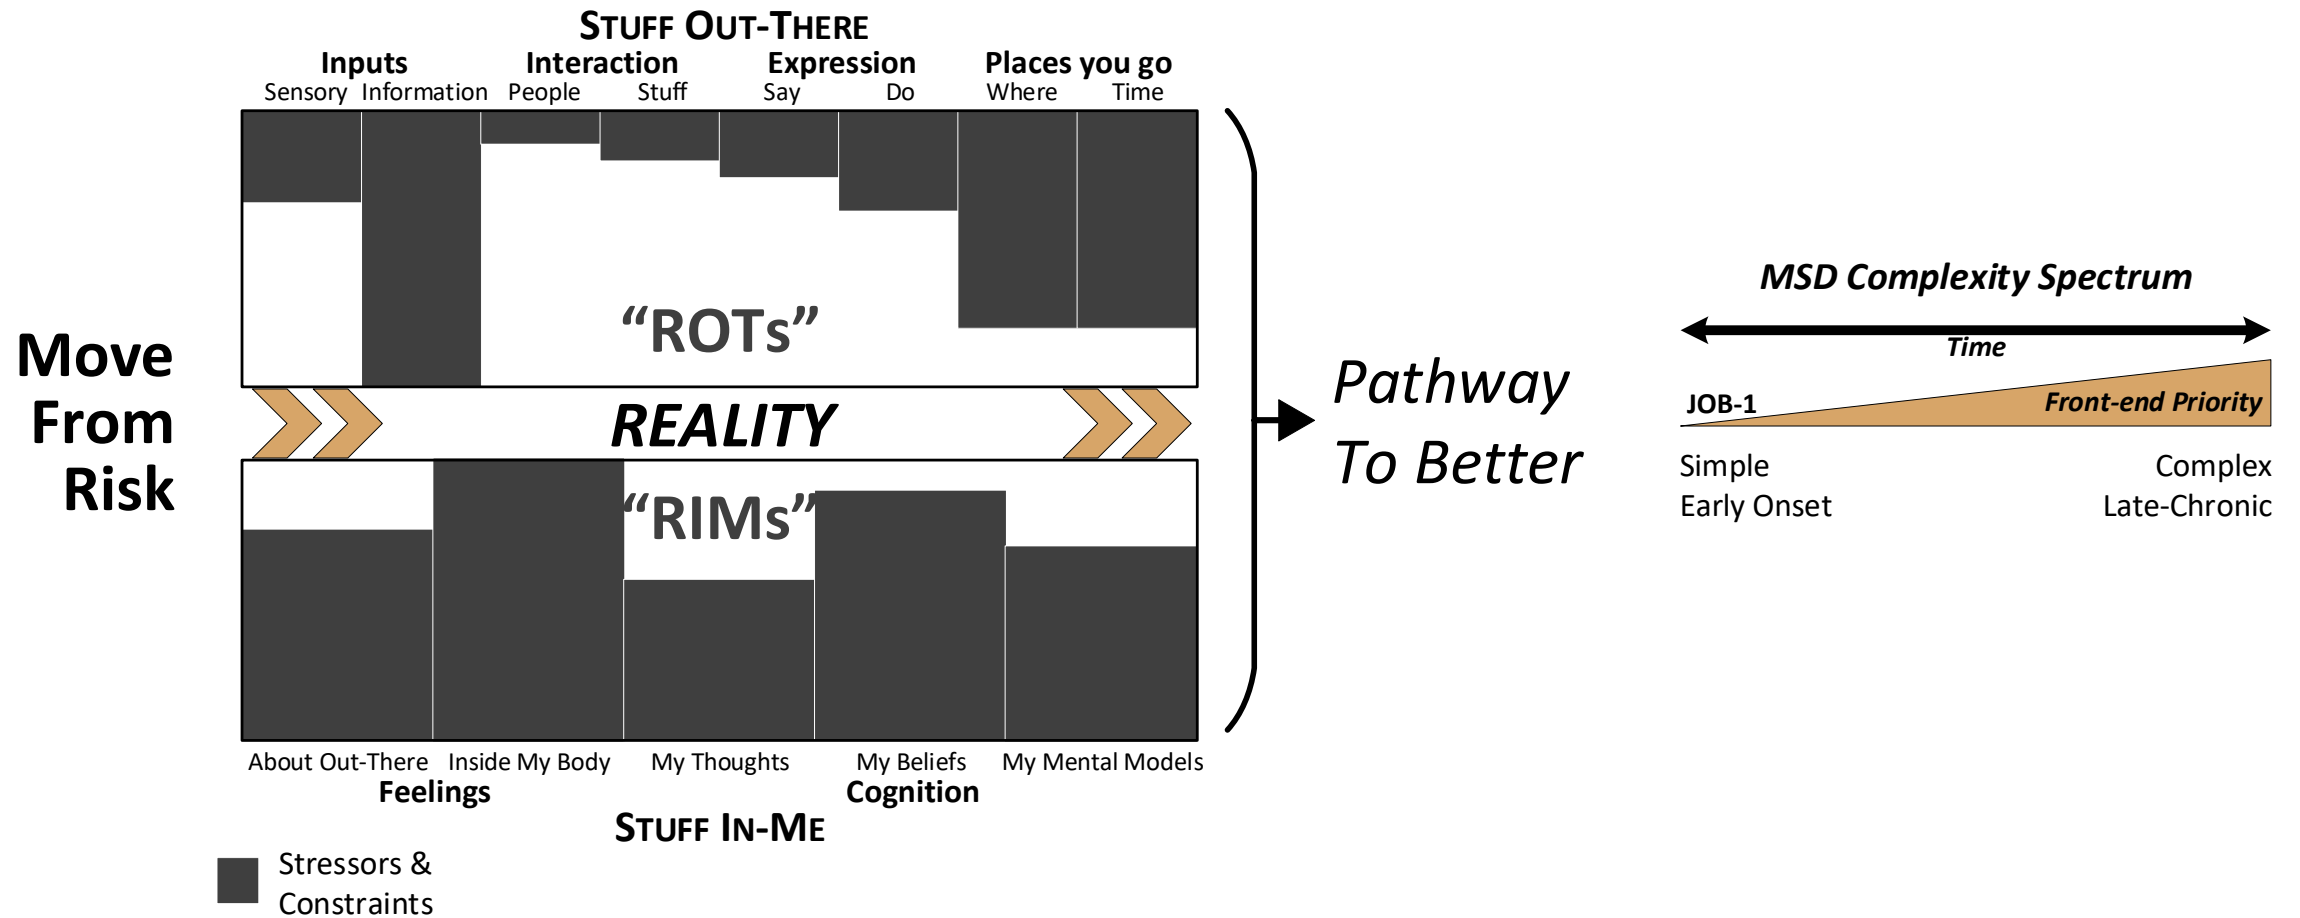 STUFF OUT-THERE
Inputs Interaction Expression Places you go
Sensory Information People Stuff Say Do Where Time
“ROTs”
Move
From
Risk
REALITY
“RIMs”
About Out-There Inside My Body My Thoughts My Beliefs My Mental Models
Feelings Cognition
STUFF IN-ME
Stressors &
Constraints
Pathway
To Better
MSD Complexity Spectrum
Time
JOB-1 Front-end Priority
Simple Complex
Early Onset Late-Chronic